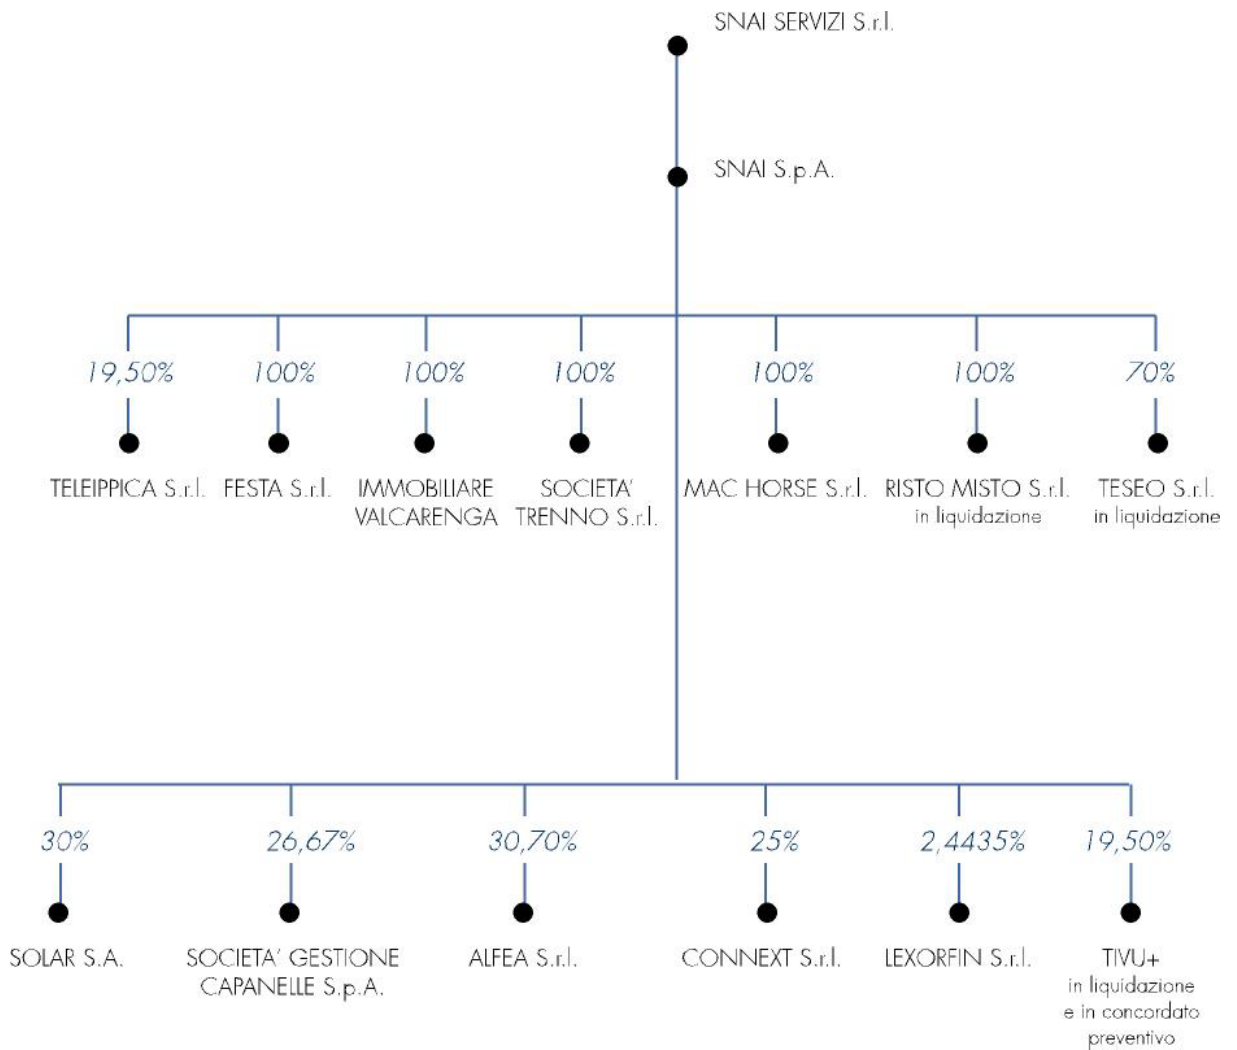 SNAI SERVIZI S.r.l.
SNAI S.p.A.
19,50% 100% 100% 100% 100% 100% 70%
TELEIPPICA S.r.l. FESTA S.r.l. IMMOBILIARE SOCIETA' MAC HORSE S.r.l. RISTO MISTO S.r.l. TESEO S.r.l.
VALCARENGA TRENNO S.r.l. in liquidazione in liquidazione
30% 26,67% 30,70% 25% 2,4435% 19,50%
SOLAR S.A. SOCIETA' GESTIONE ALFEA S.r.l. CONNEXT S.r.l. LEXORFIN S.r.l. TIVU+
CAPANELLE S.p.A. in liquidazione
e in concordato
preventivo